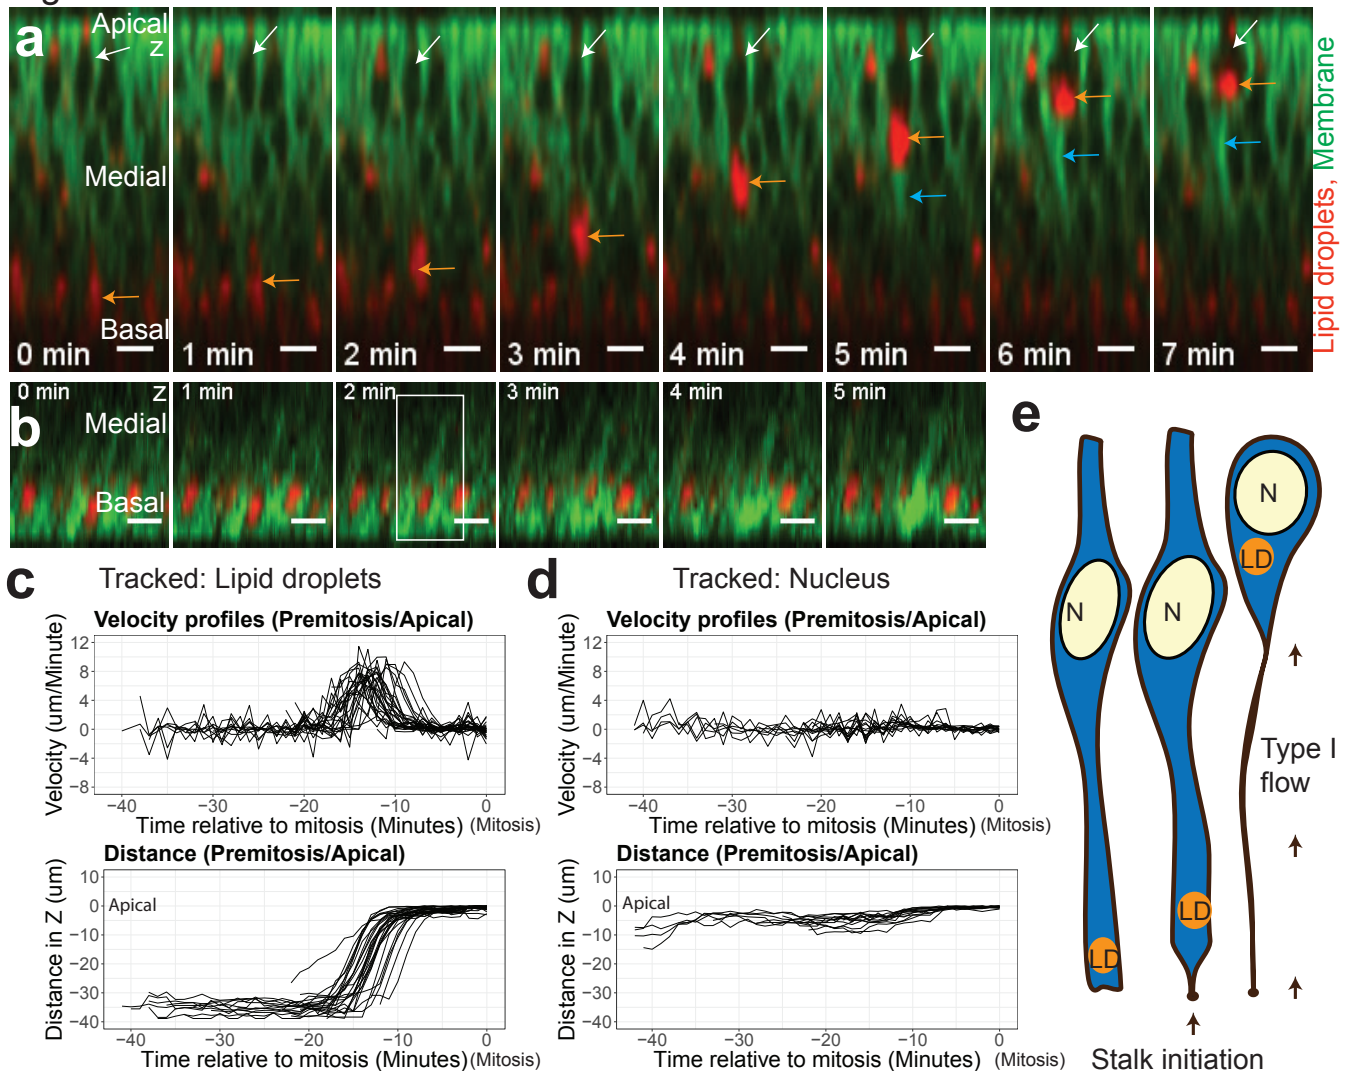 a
Apical
z
Medial
Basal
0 min
1 min
2 min
3 min
4 min
5 min
6 min
7 min
Lipid droplets, Membrane
b
0 min
z
Medial
Basal
1 min
2 min
3 min
4 min
5 min
c
Tracked: Lipid droplets
Velocity profiles (Premitosis/Apical)
Velocity (um/Minute)
12
8
4
0
−4
−8
−40
−30
−20
−10
0
Time relative to mitosis (Minutes) (Mitosis)
Distance (Premitosis/Apical)
Distance in Z (um)
10
0
−10
−20
−30
−40
Apical
−40
−30
−20
−10
0
Time relative to mitosis (Minutes) (Mitosis)
d
Tracked: Nucleus
Velocity profiles (Premitosis/Apical)
Velocity (um/Minute)
12
8
4
0
−4
−8
−40
−30
−20
−10
0
Time relative to mitosis (Minutes) (Mitosis)
Distance (Premitosis/Apical)
Distance in Z (um)
10
0
−10
−20
−30
−40
Apical
−40
−30
−20
−10
0
Time relative to mitosis (Minutes) (Mitosis)
e
N
N
N
LD
LD
LD
Type I
flow
Stalk initiation